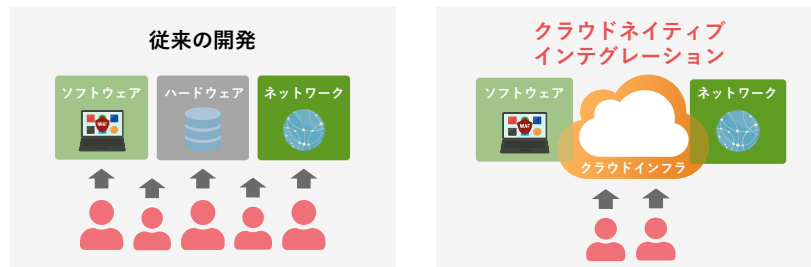 従来の開発
ソフトウェア
ハードウェア
ネットワーク
WAF
クラウドネイティブ
インテグレーション
ソフトウェア
ネットワーク
WAF
クラウドインフラ